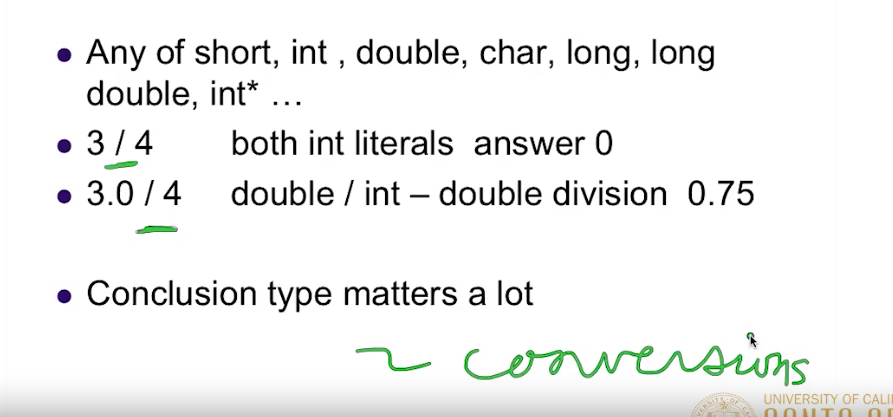 • Any of short, int , double, char, long, long
double, int* …
• 3 / 4 both int literals answer 0
• 3.0 / 4 double / int – double division 0.75
• Conclusion type matters a lot
~ conversions
UNIVERSITY OF CALI